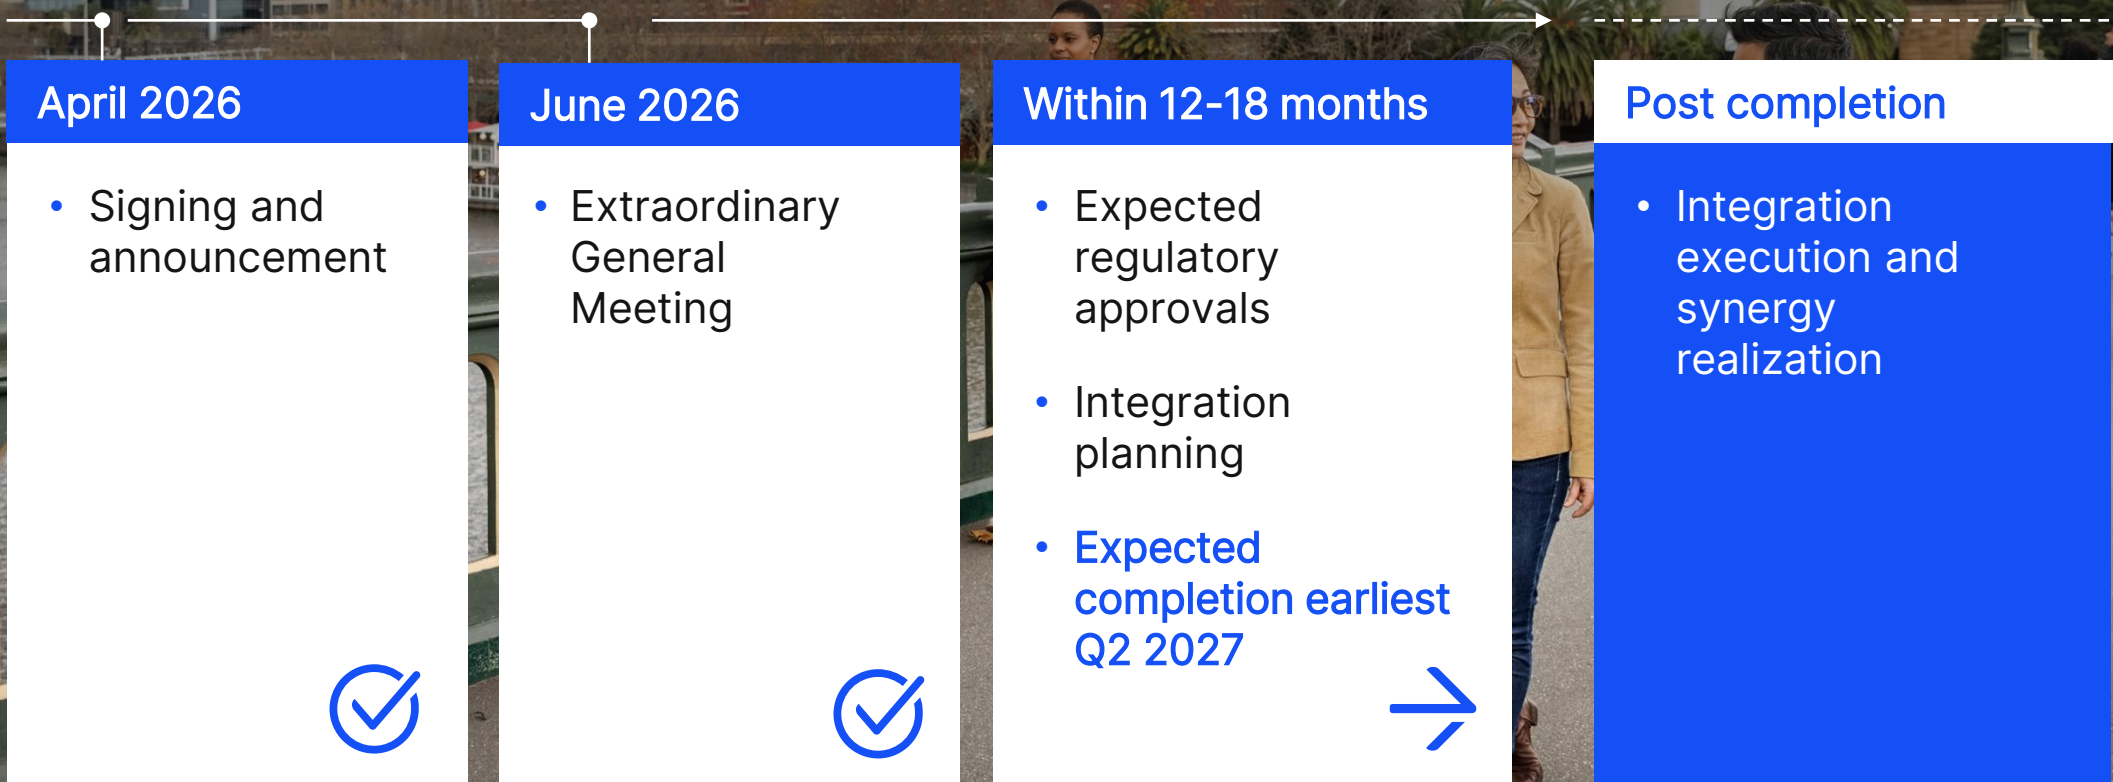 April 2026
• Signing and
announcement
June 2026
• Extraordinary
General
Meeting
Within 12-18 months
• Expected
regulatory
approvals
• Integration
planning
• Expected
completion earliest
Q2 2027
Post completion
• Integration
execution and
synergy
realization